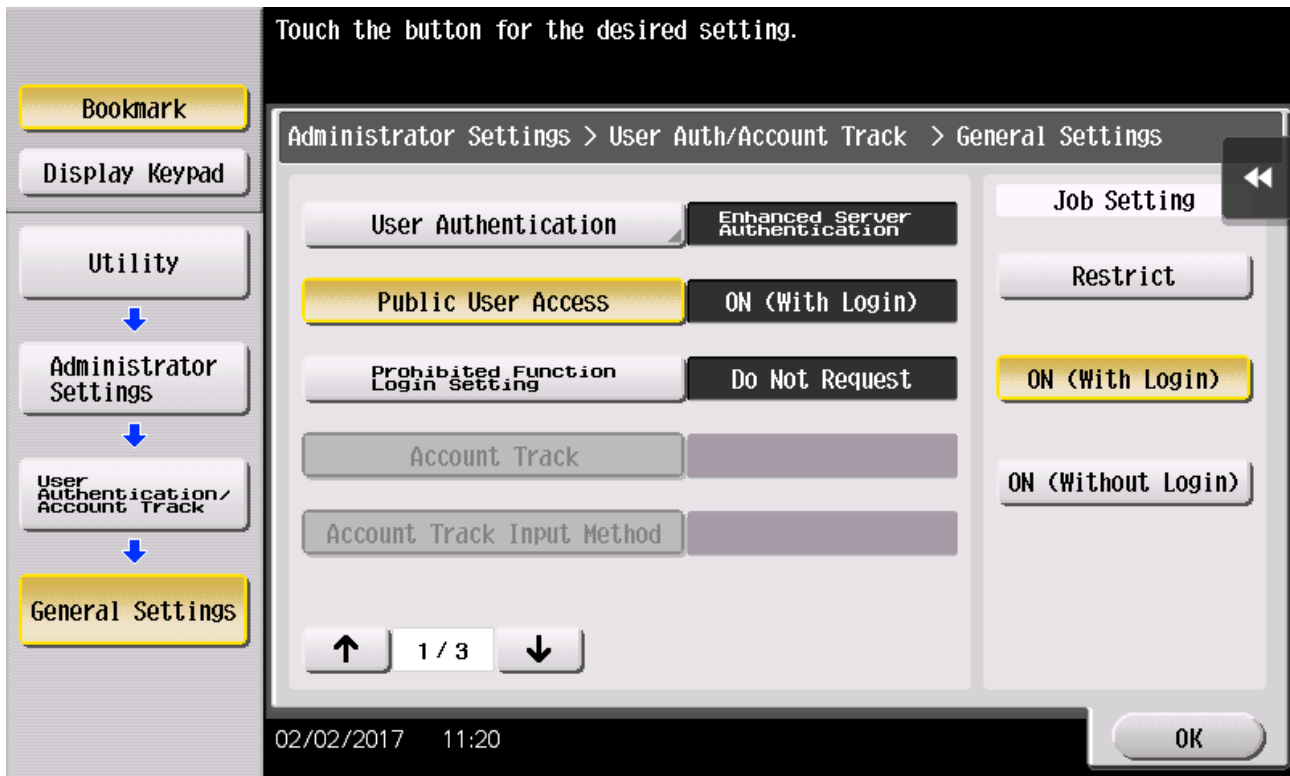 Touch the button for the desired setting.
Bookmark
Display Keypad
Utility
Administrator
Settings
User
Authentication/
Account Track
General Settings
Administrator Settings > User Auth/Account Track > General Settings
User Authentication
Enhanced Server
Authentication
Public User Access
ON (With Login)
Prohibited Function
Login Setting
Do Not Request
Account Track
Account Track Input Method
↑ 1 / 3 ↓
Job Setting
Restrict
ON (With Login)
ON (Without Login)
02/02/2017 11:20
OK